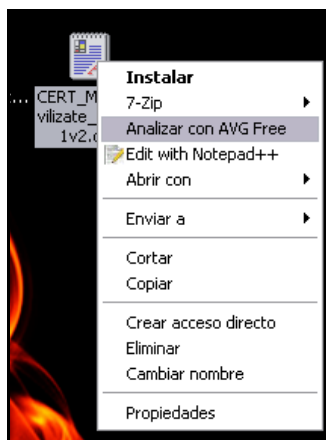 Instalar
7-Zip
Analizar con AVG Free
Edit with Notepad++
Abrir con
Enviar a
Cortar
Copiar
Crear acceso directo
Eliminar
Cambiar nombre
Propiedades
... CERT_M
vilizate_
1v2.